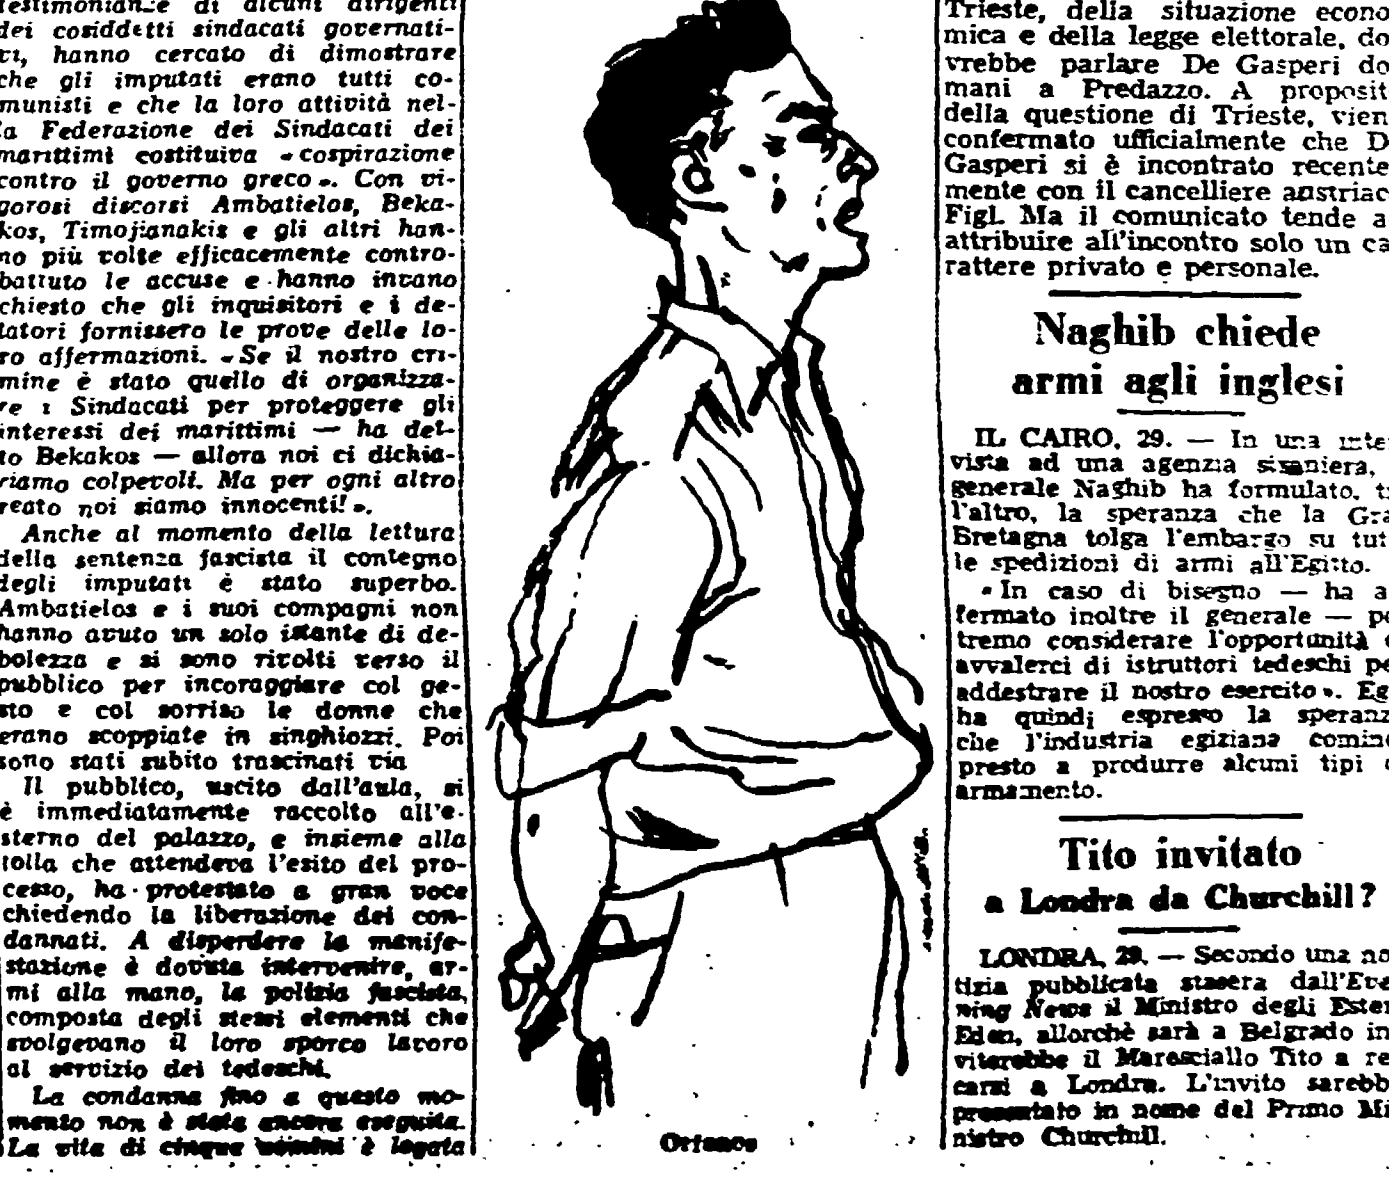 testimonianze di alcuni dirigenti
dei cosiddetti sindacati governati-
vi, hanno cercato di dimostrare
che gli imputati erano tutti co-
munisti e che la loro attività nel-
la Federazione dei Sindacati dei
marittimi costituiva «cospirazione
contro il governo greco». Con vi-
gorosi discorsi Ambatielos, Beka-
kos, Timojianakis e gli altri han-
no più volte efficacemente contro-
battuto le accuse e hanno invano
chiesto che gli inquisitori e i de-
latori fornissero le prove delle lo-
ro affermazioni. «Se il nostro cri-
mine è stato quello di organizza-
re i Sindacati per proteggere gli
interessi dei marittimi — ha det-
to Bekakos — allora noi ci dichia-
riamo colpevoli. Ma per ogni altro
reato noi siamo innocenti!».
Anche al momento della lettura
della sentenza fascista il contegno
degli imputati è stato superbo.
Ambatielos e i suoi compagni non
hanno avuto un solo istante di de-
bolezza e si sono rivolti verso il
pubblico per incoraggiare col ge-
sto e col sorriso le donne che
erano scoppiate in singhiozzi. Poi
sono stati subito trascinati via
Il pubblico, uscito dall'aula, si
è immediatamente raccolto all'e-
sterno del palazzo, e insieme alla
folla che attendeva l'esito del pro-
cesso, ha protestato a gran voce
chiedendo la liberazione dei con-
dannati. A disperdere la manife-
stazione è dovuta intervenire, ar-
mi alla mano, la polizia fascista,
composta degli stessi elementi che
svolgevano il loro sporco lavoro
al servizio dei tedeschi.
La condanna fino a questo mo-
mento non è stata ancora eseguita.
La vita di cinque uomini è legata
Orfanos
Trieste, della situazione econo
mica e della legge elettorale, do
vrebbe parlare De Gasperi do
mani a Predazzo. A proposit
della questione di Trieste, vien
confermato ufficialmente che D
Gasperi si è incontrato recente
mente con il cancelliere austriac
Figl. Ma il comunicato tende a
attribuire all'incontro solo un ca
rattere privato e personale.
Naghib chiede
armi agli inglesi
IL CAIRO, 29. — In una inte
vista ad una agenzia straniera,
generale Naghib ha formulato, t
l'altro, la speranza che la Gra
Bretagna tolga l'embargo su tut
le spedizioni di armi all'Egitto.
«In caso di bisegno — ha a
fermato inoltre il generale — po
tremo considerare l'opportunità
avvalerci di istruttori tedeschi pe
addestrare il nostro esercito». Eg
ha quindi espresso la speranz
che l'industria egiziana cominc
presto a produrre alcuni tipi
armamento.
Tito invitato
a Londra da Churchill?
LONDRA, 29. — Secondo una no
tizia pubblicata stasera dall'Eve
ning News il Ministro degli Ester
Eden, allorchè sarà a Belgrado in
viterebbe il Maresciallo Tito a re
carsi a Londra. L'invito sarebb
presentato in nome del Primo Mi
nistro Churchill.